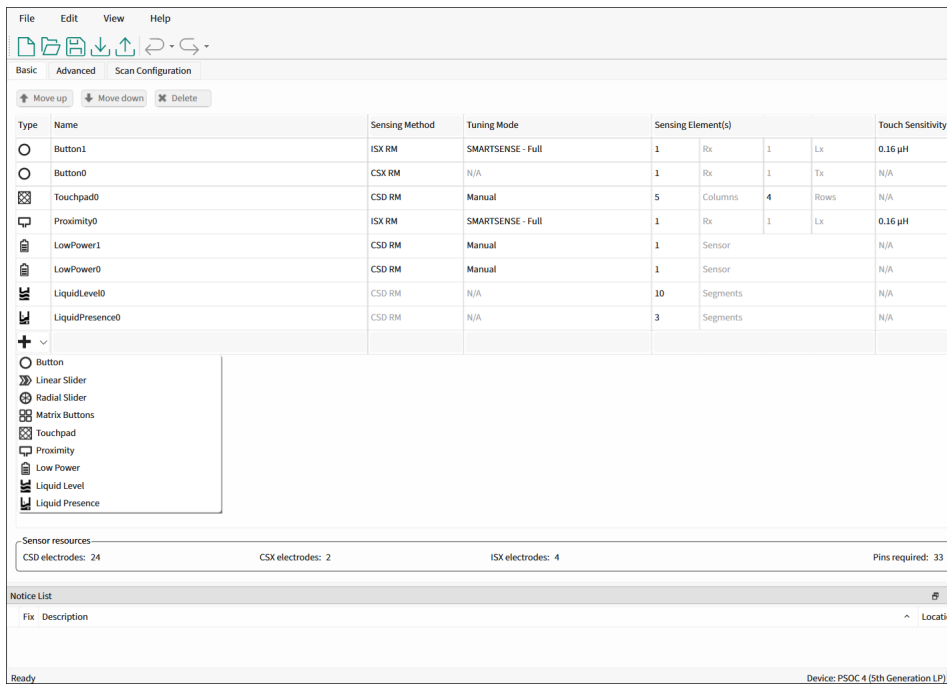 File Edit View Help
Basic Advanced Scan Configuration
Move up Move down Delete
Type Name Sensing Method Tuning Mode Sensing Element(s) Touch Sensitivity
Button1 ISX RM SMARTSENSE - Full 1 Rx 1 Lx 0.16 µH
Button0 CSX RM N/A 1 Rx 1 Tx N/A
Touchpad0 CSD RM Manual 5 Columns 4 Rows N/A
Proximity0 ISX RM SMARTSENSE - Full 1 Rx 1 Lx 0.16 µH
LowPower1 CSD RM Manual 1 Sensor N/A
LowPower0 CSD RM Manual 1 Sensor N/A
LiquidLevel0 CSD RM N/A 10 Segments N/A
LiquidPresence0 CSD RM N/A 3 Segments N/A
Button
Linear Slider
Radial Slider
Matrix Buttons
Touchpad
Proximity
Low Power
Liquid Level
Liquid Presence
Sensor resources
CSD electrodes: 24 CSX electrodes: 2 ISX electrodes: 4 Pins required: 33
Notice List
Fix Description Locati
Ready Device: PSOC 4 (5th Generation LP)